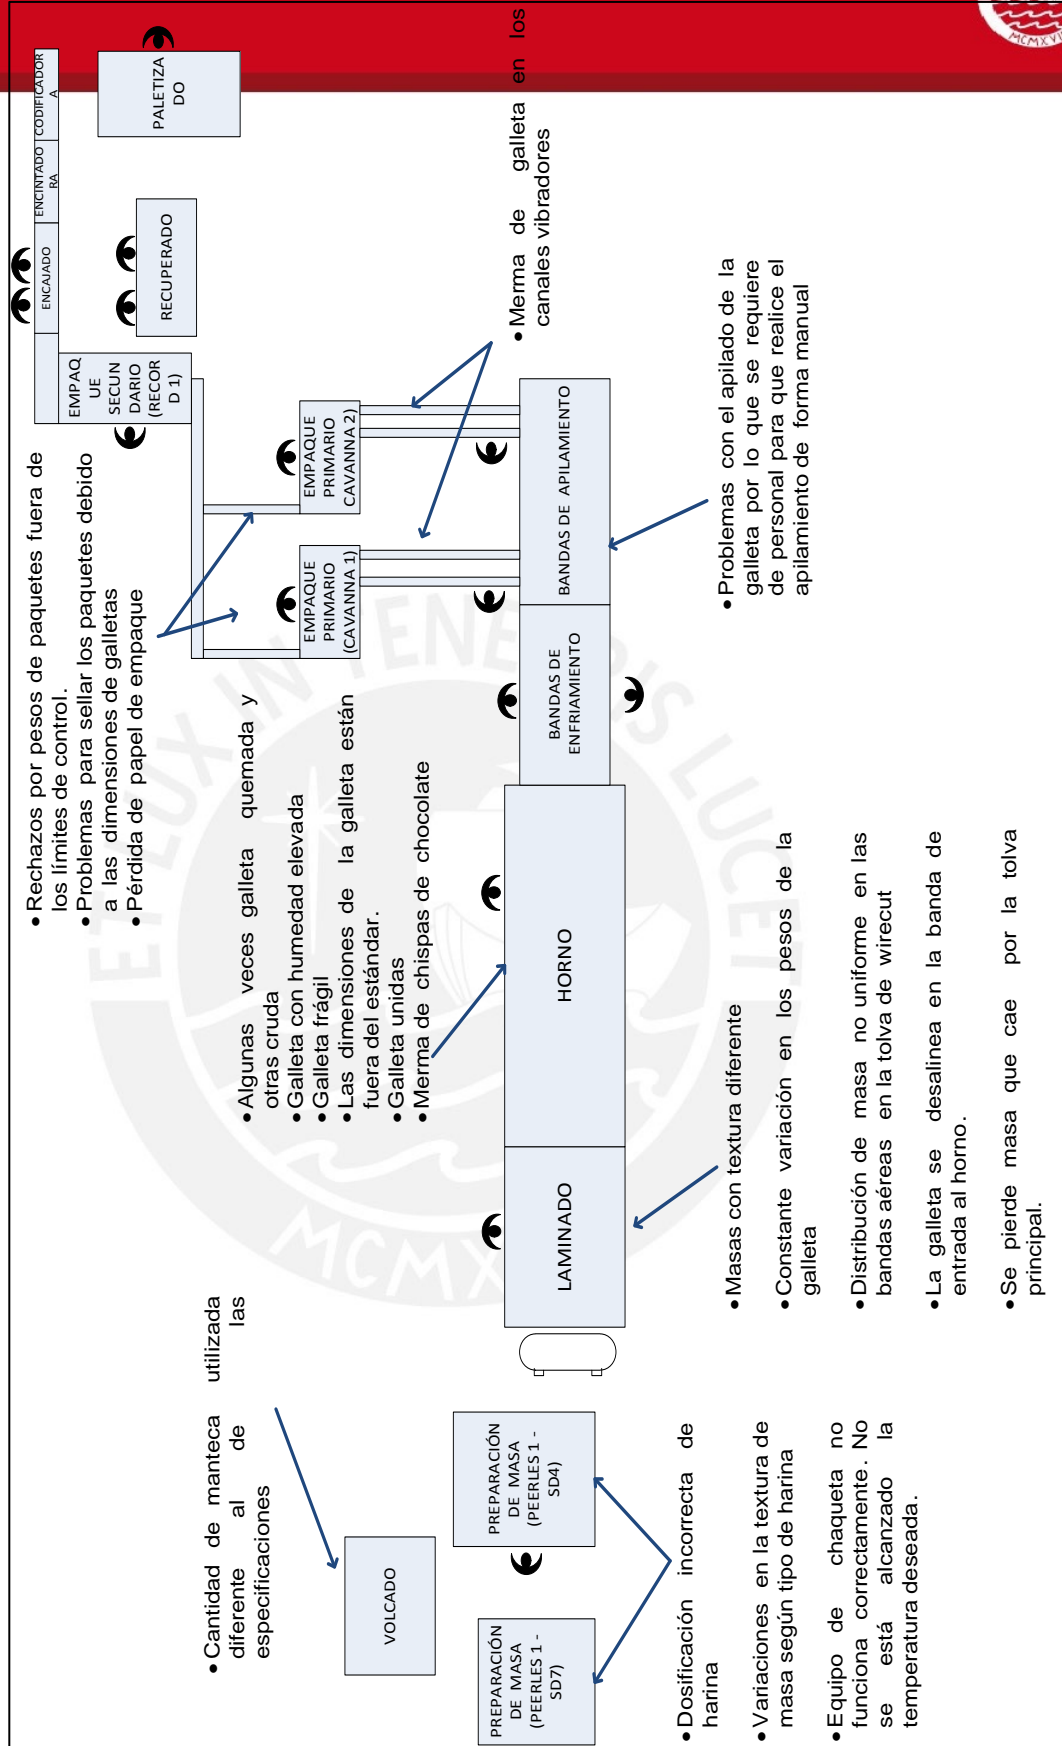 • Cantidad de manteca utilizada
diferente al de las
especificaciones
VOLCADO
PREPARACIÓN
DE MASA
(PEERLES 1 -
SD7)
PREPARACIÓN
DE MASA
(PEERLES 1 -
SD4)
• Dosificación incorrecta de
harina
• Variaciones en la textura de
masa según tipo de harina
• Equipo de chaqueta no
funciona correctamente. No
se está alcanzado la
temperatura deseada.
LAMINADO
• Masas con textura diferente
• Constante variación en los pesos de la
galleta
• Distribución de masa no uniforme en las
bandas aéreas en la tolva de wirecut
• La galleta se desalinea en la banda de
entrada al horno.
• Se pierde masa que cae por la tolva
principal.
HORNO
• Algunas veces galleta quemada y
otras cruda
• Galleta con humedad elevada
• Galleta frágil
• Las dimensiones de la galleta están
fuera del estándar.
• Galleta unidas
• Merma de chispas de chocolate
BANDAS DE
ENFRIAMIENTO
BANDAS DE APILAMIENTO
• Problemas con el apilado de la
galleta por lo que se requiere
de personal para que realice el
apilamiento de forma manual
EMPAQUE
PRIMARIO
(CAVANNA 1)
EMPAQUE
PRIMARIO
CAVANNA 2)
• Merma de galleta en los
canales vibradores
• Rechazos por pesos de paquetes fuera de
los límites de control.
• Problemas para sellar los paquetes debido
a las dimensiones de galletas
• Pérdida de papel de empaque
EMPAQ
UE
SECUN
DARIO
(RECOR
D 1)
RECUPERADO
ENCAJADO
ENCINTADO
RA
CODIFICADOR
A
PALETIZA
DO
ET LUX IN TENEBRIS LUCET